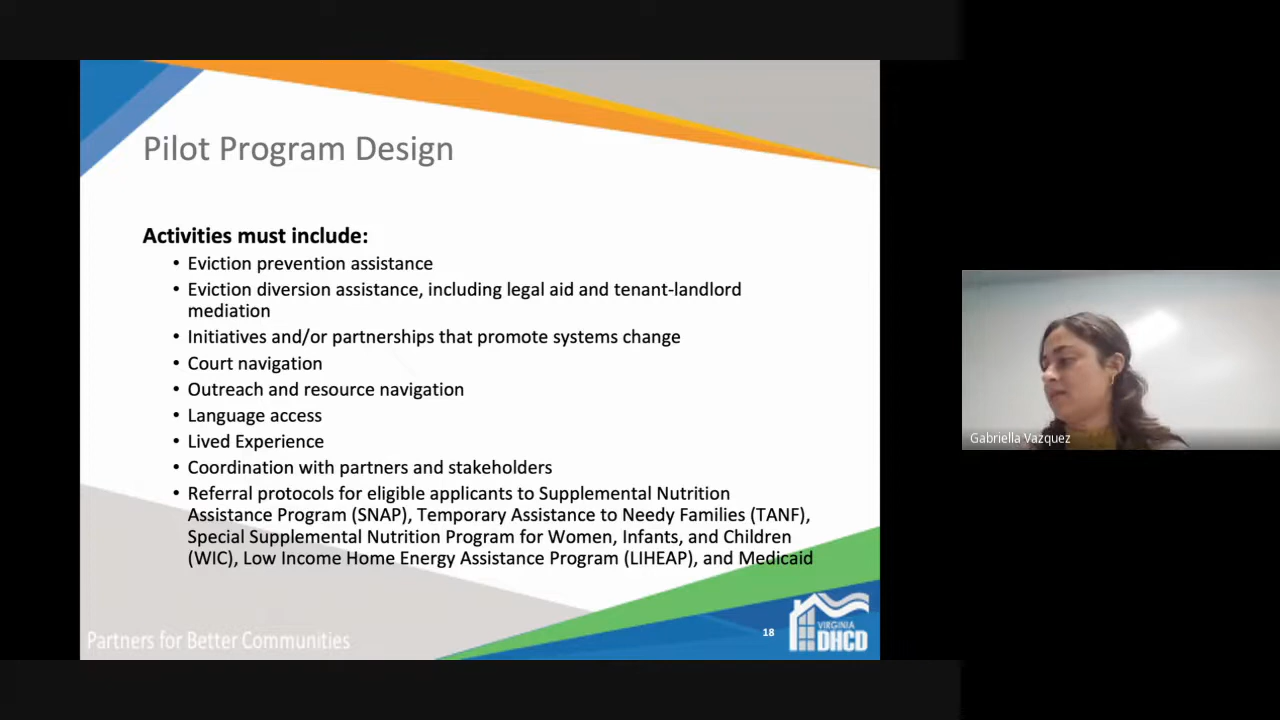 Pilot Program Design
Activities must include:
• Eviction prevention assistance
• Eviction diversion assistance, including legal aid and tenant-landlord
mediation
• Initiatives and/or partnerships that promote systems change
• Court navigation
• Outreach and resource navigation
• Language access
• Lived Experience
• Coordination with partners and stakeholders
• Referral protocols for eligible applicants to Supplemental Nutrition
Assistance Program (SNAP), Temporary Assistance to Needy Families (TANF),
Special Supplemental Nutrition Program for Women, Infants, and Children
(WIC), Low Income Home Energy Assistance Program (LIHEAP), and Medicaid
Partners for Better Communities
18
VIRGINIA
DHCD
Gabriella Vazquez